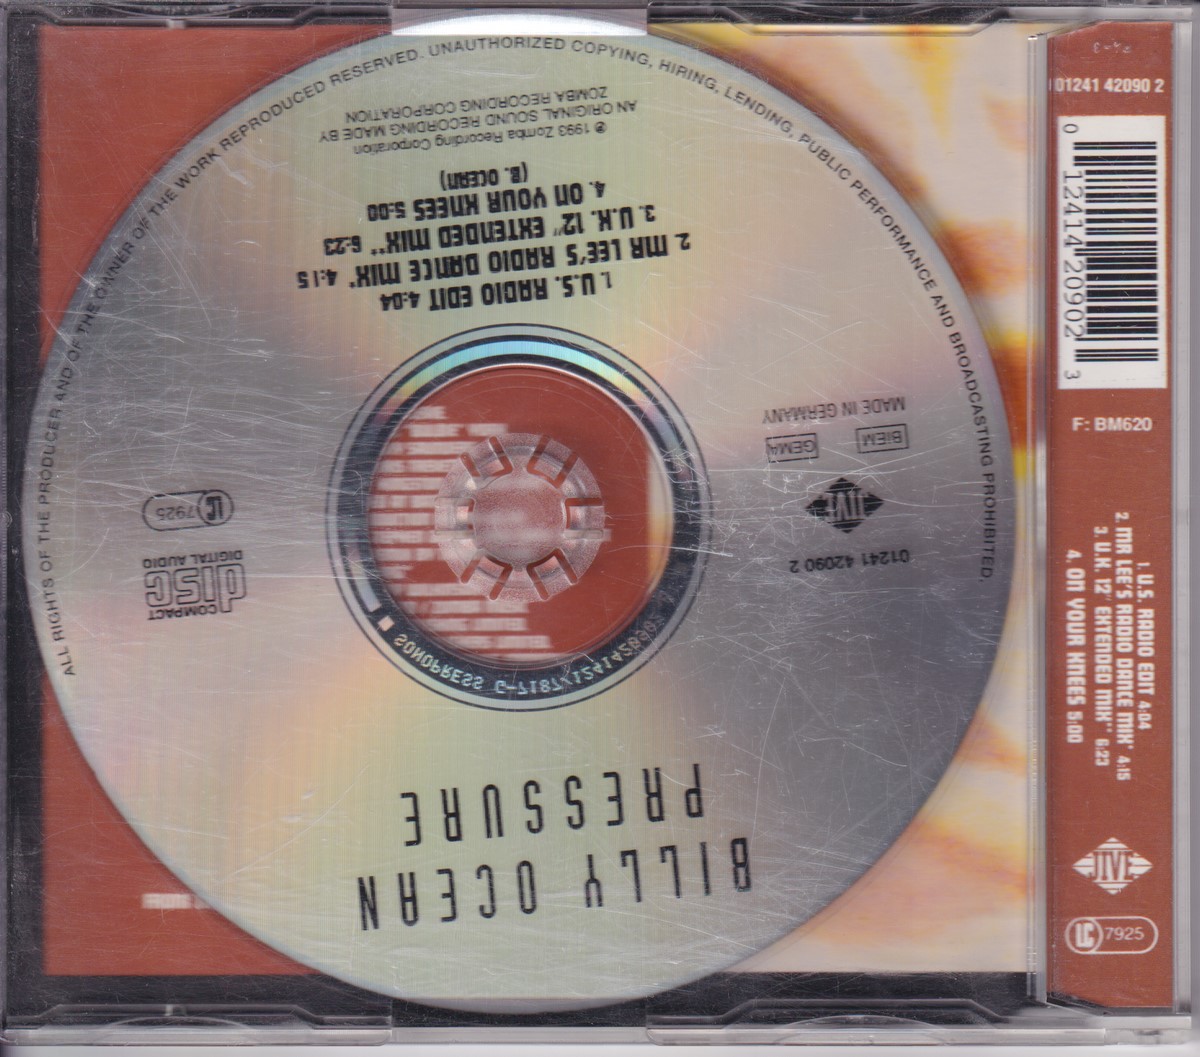 BILLY OCEAN
PRESSURE
01241 42090 2
JIVE
BIEM
GEMA
MADE IN GERMANY
COMPACT
disc
DIGITAL AUDIO
LC
7925
1. U.S. RADIO EDIT 4:04
2. MR LEE'S RADIO DANCE MIX* 4:15
3. U.K. 12" EXTENDED MIX** 6:23
4. ON YOUR KNEES 5:00
(B. OCEAN)
℗ 1993 Zomba Recording Corporation
AN ORIGINAL SOUND RECORDING MADE BY
ZOMBA RECORDING CORPORATION
ALL RIGHTS OF THE PRODUCER AND OF THE OWNER OF THE WORK REPRODUCED RESERVED. UNAUTHORIZED COPYING, HIRING, LENDING, PUBLIC PERFORMANCE AND BROADCASTING PROHIBITED.
SONOPRESS
01241 42090 2
0 12414 20902 3
F: BM620
1. U.S. RADIO EDIT 4:04
2. MR LEE'S RADIO DANCE MIX* 4:15
3. U.K. 12" EXTENDED MIX** 6:23
4. ON YOUR KNEES 5:00
JIVE
LC
7925